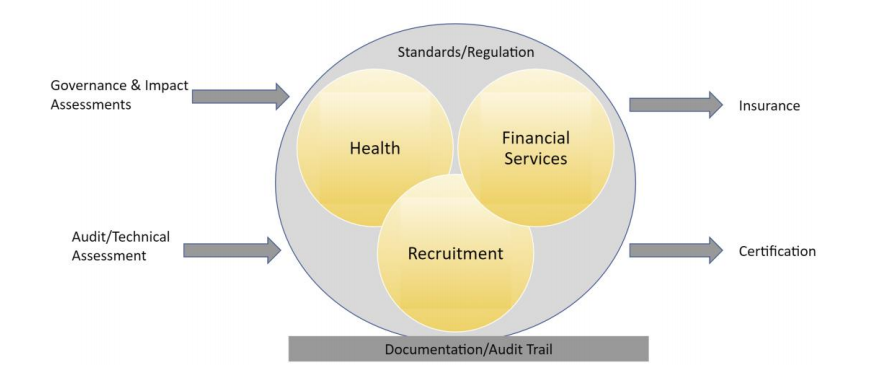 Standards/Regulation
Governance & Impact
Assessments
Insurance
Health
Financial
Services
Audit/Technical
Assessment
Recruitment
Certification
Documentation/Audit Trail